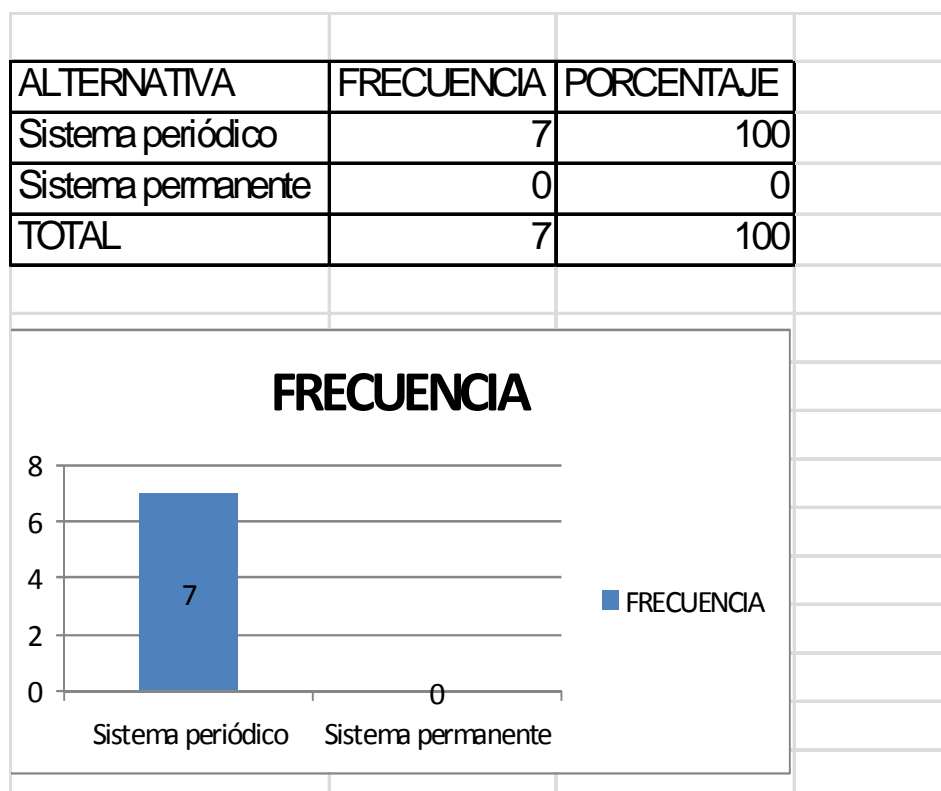 ALTERNATIVA FRECUENCIA PORCENTAJE
Sistema periódico 7 100
Sistema permanente 0 0
TOTAL 7 100
FRECUENCIA
8
6
4
2
0
7
0
Sistema periódico Sistema permanente
FRECUENCIA